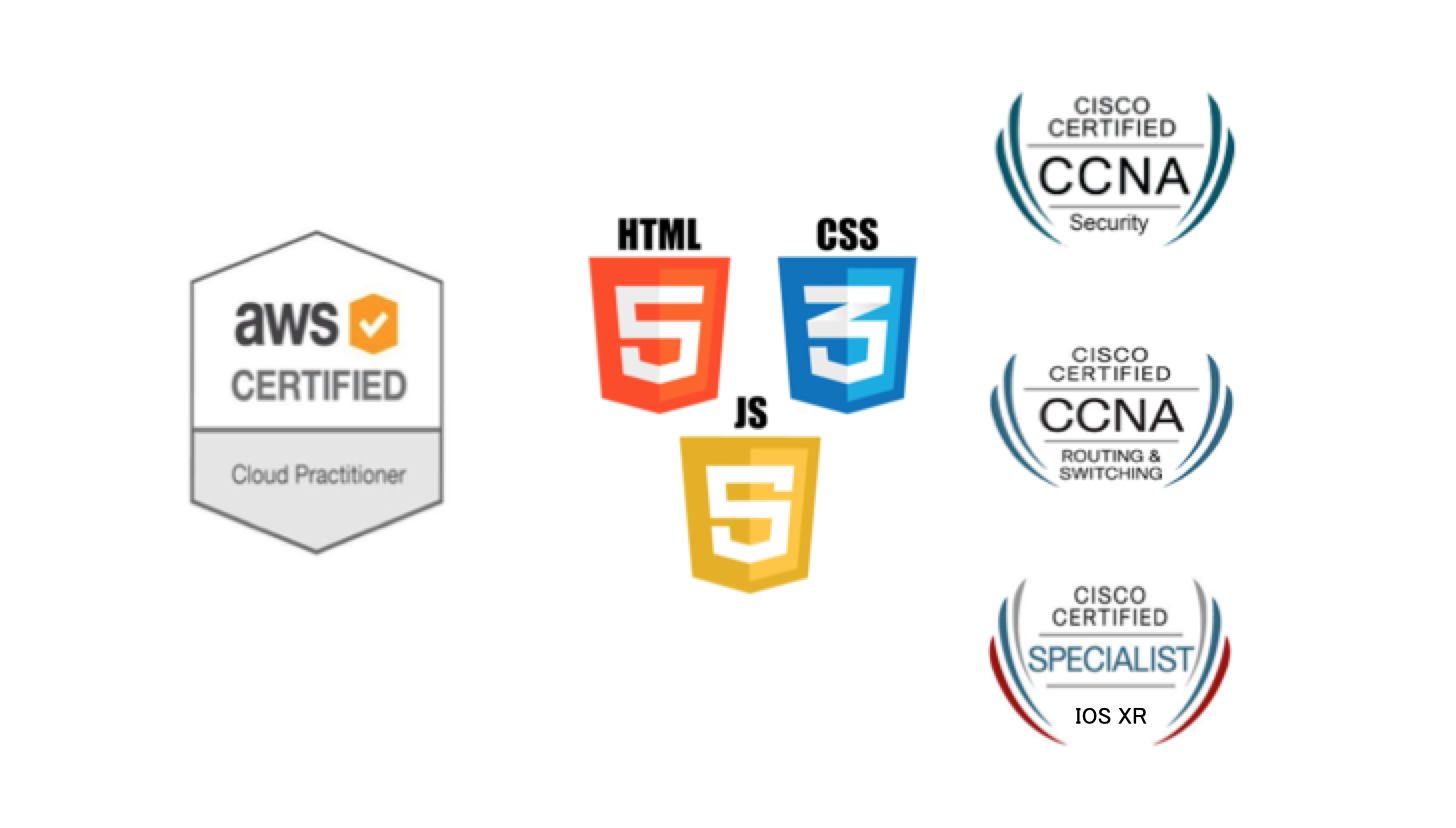 aws
CERTIFIED
Cloud Practitioner
HTML
5
CSS
3
JS
5
CISCO
CERTIFIED
CCNA
Security
CISCO
CERTIFIED
CCNA
ROUTING &
SWITCHING
CISCO
CERTIFIED
SPECIALIST
IOS XR